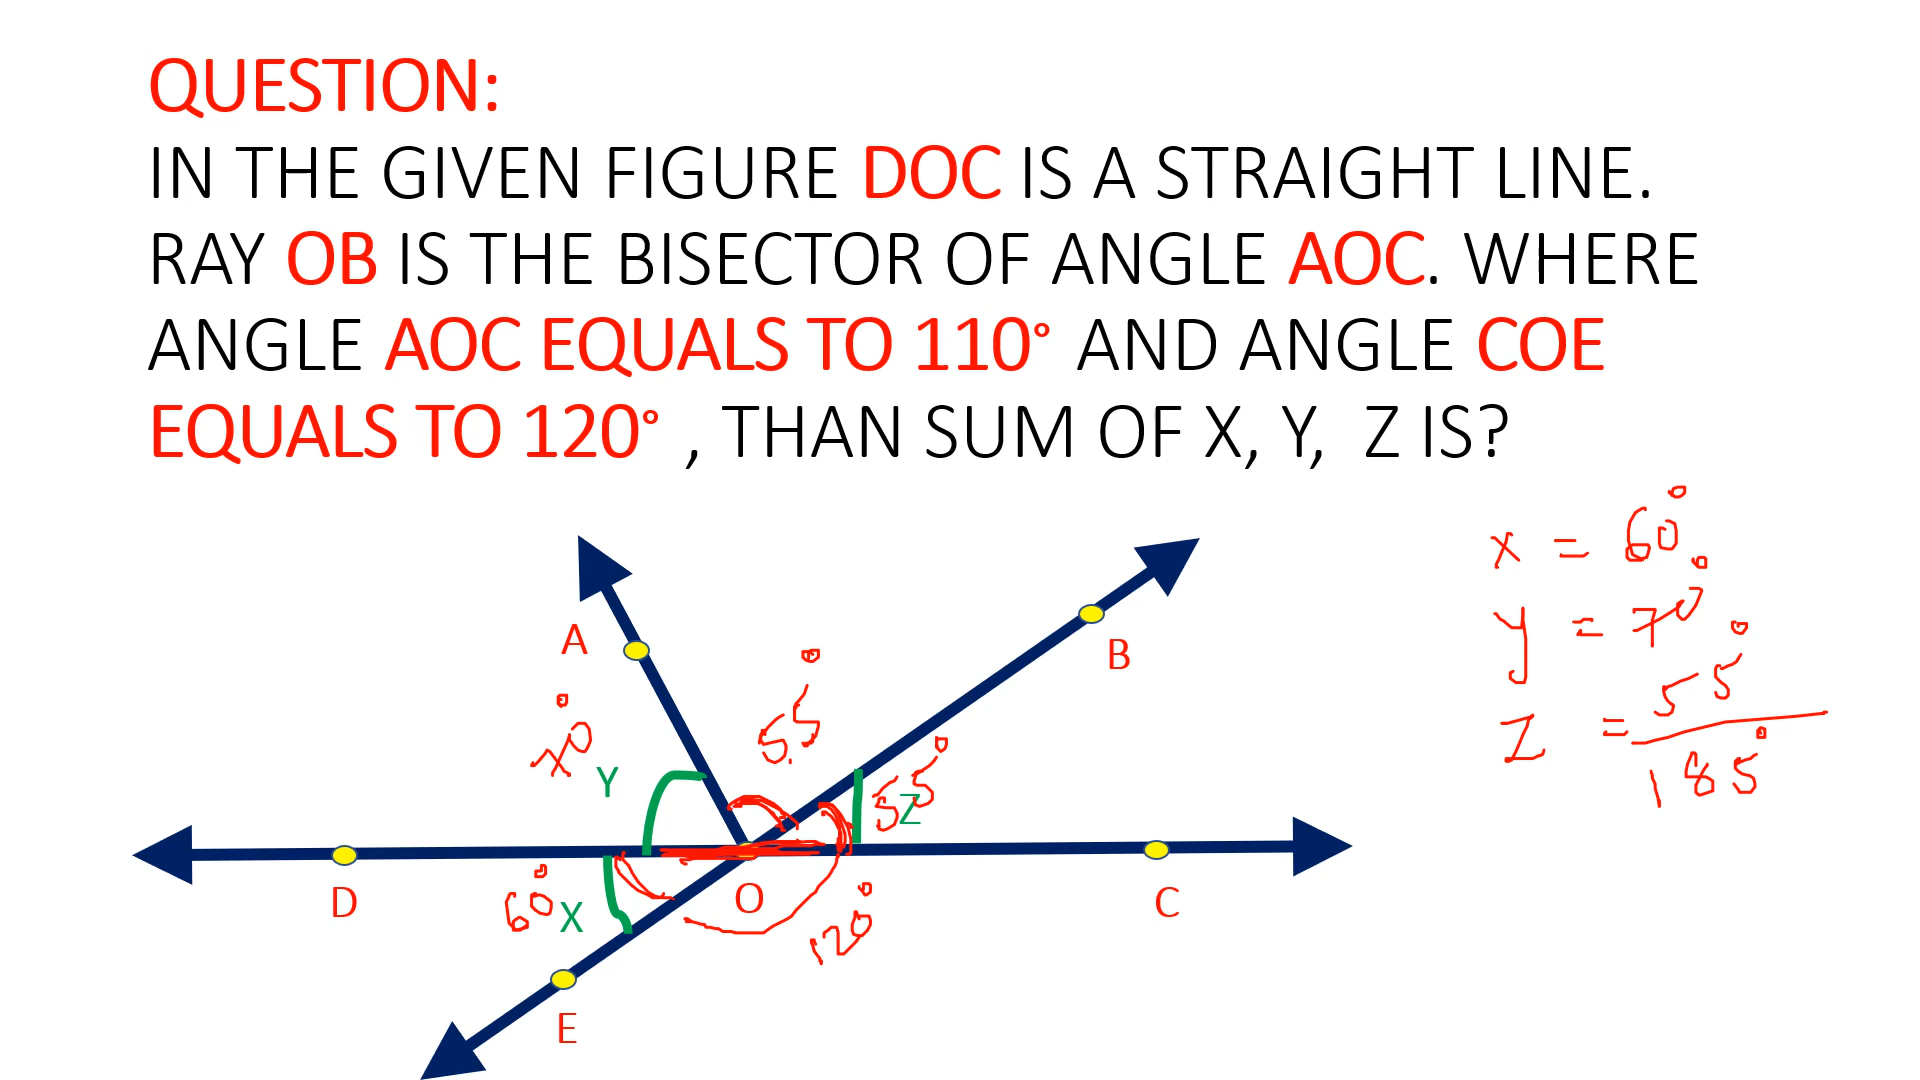 QUESTION:
IN THE GIVEN FIGURE DOC IS A STRAIGHT LINE.
RAY OB IS THE BISECTOR OF ANGLE AOC. WHERE
ANGLE AOC EQUALS TO 110° AND ANGLE COE
EQUALS TO 120° , THAN SUM OF X, Y, Z IS?
x = 60°
y = 70°
z = 55°
185°
A
B
55°
70°
Y
55°
Z
D
60°
X
O
120°
C
E